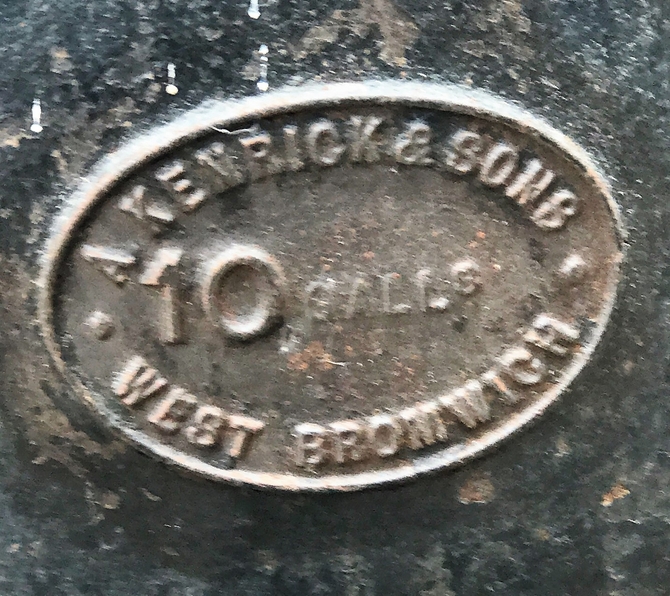 A. KENRICK & SONS
10 GALLS
WEST BROMWICH